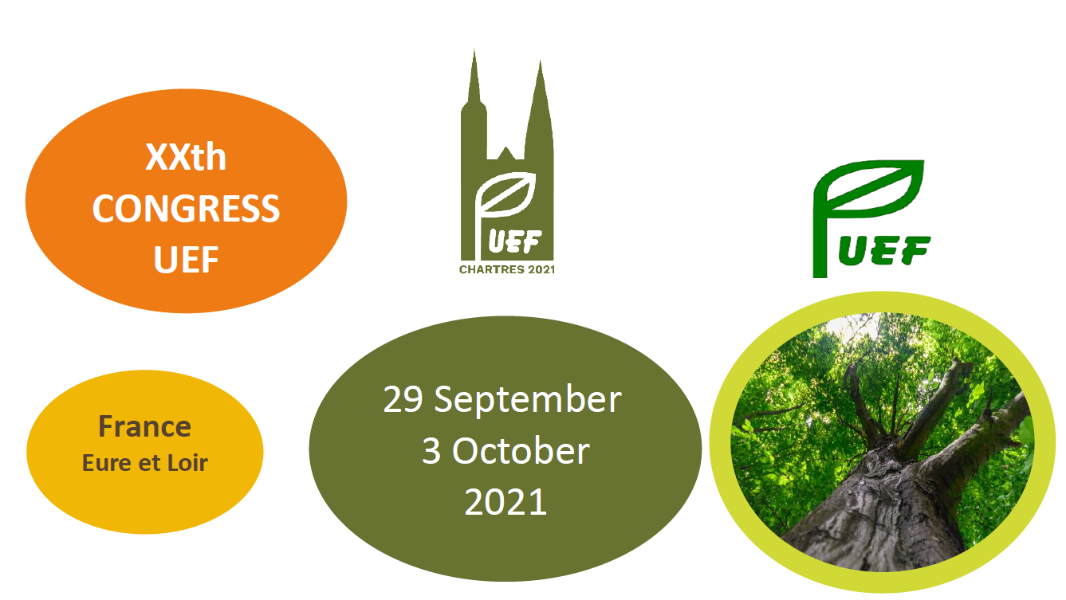 XXth
CONGRESS
UEF
UEF
CHARTRES 2021
UEF
France
Eure et Loir
29 September
3 October
2021